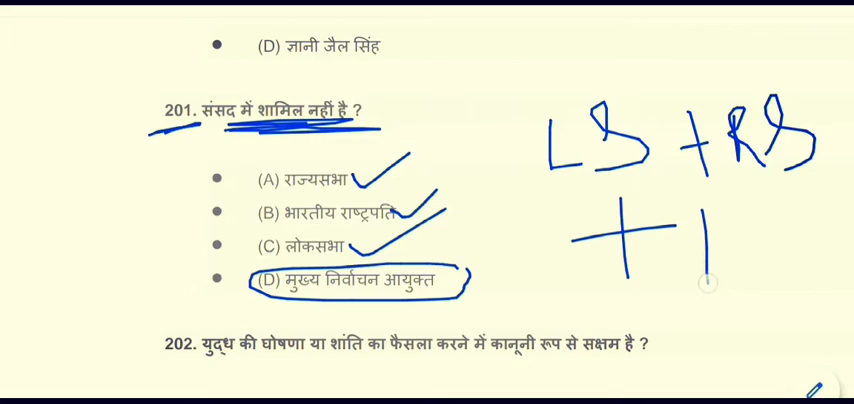 (D) ज्ञानी जैल सिंह
201. संसद में शामिल नहीं है ?
LS + RS
(A) राज्यसभा
(B) भारतीय राष्ट्रपति
+ 1
(C) लोकसभा
(D) मुख्य निर्वाचन आयुक्त
202. युद्ध की घोषणा या शांति का फैसला करने में कानूनी रूप से सक्षम है ?